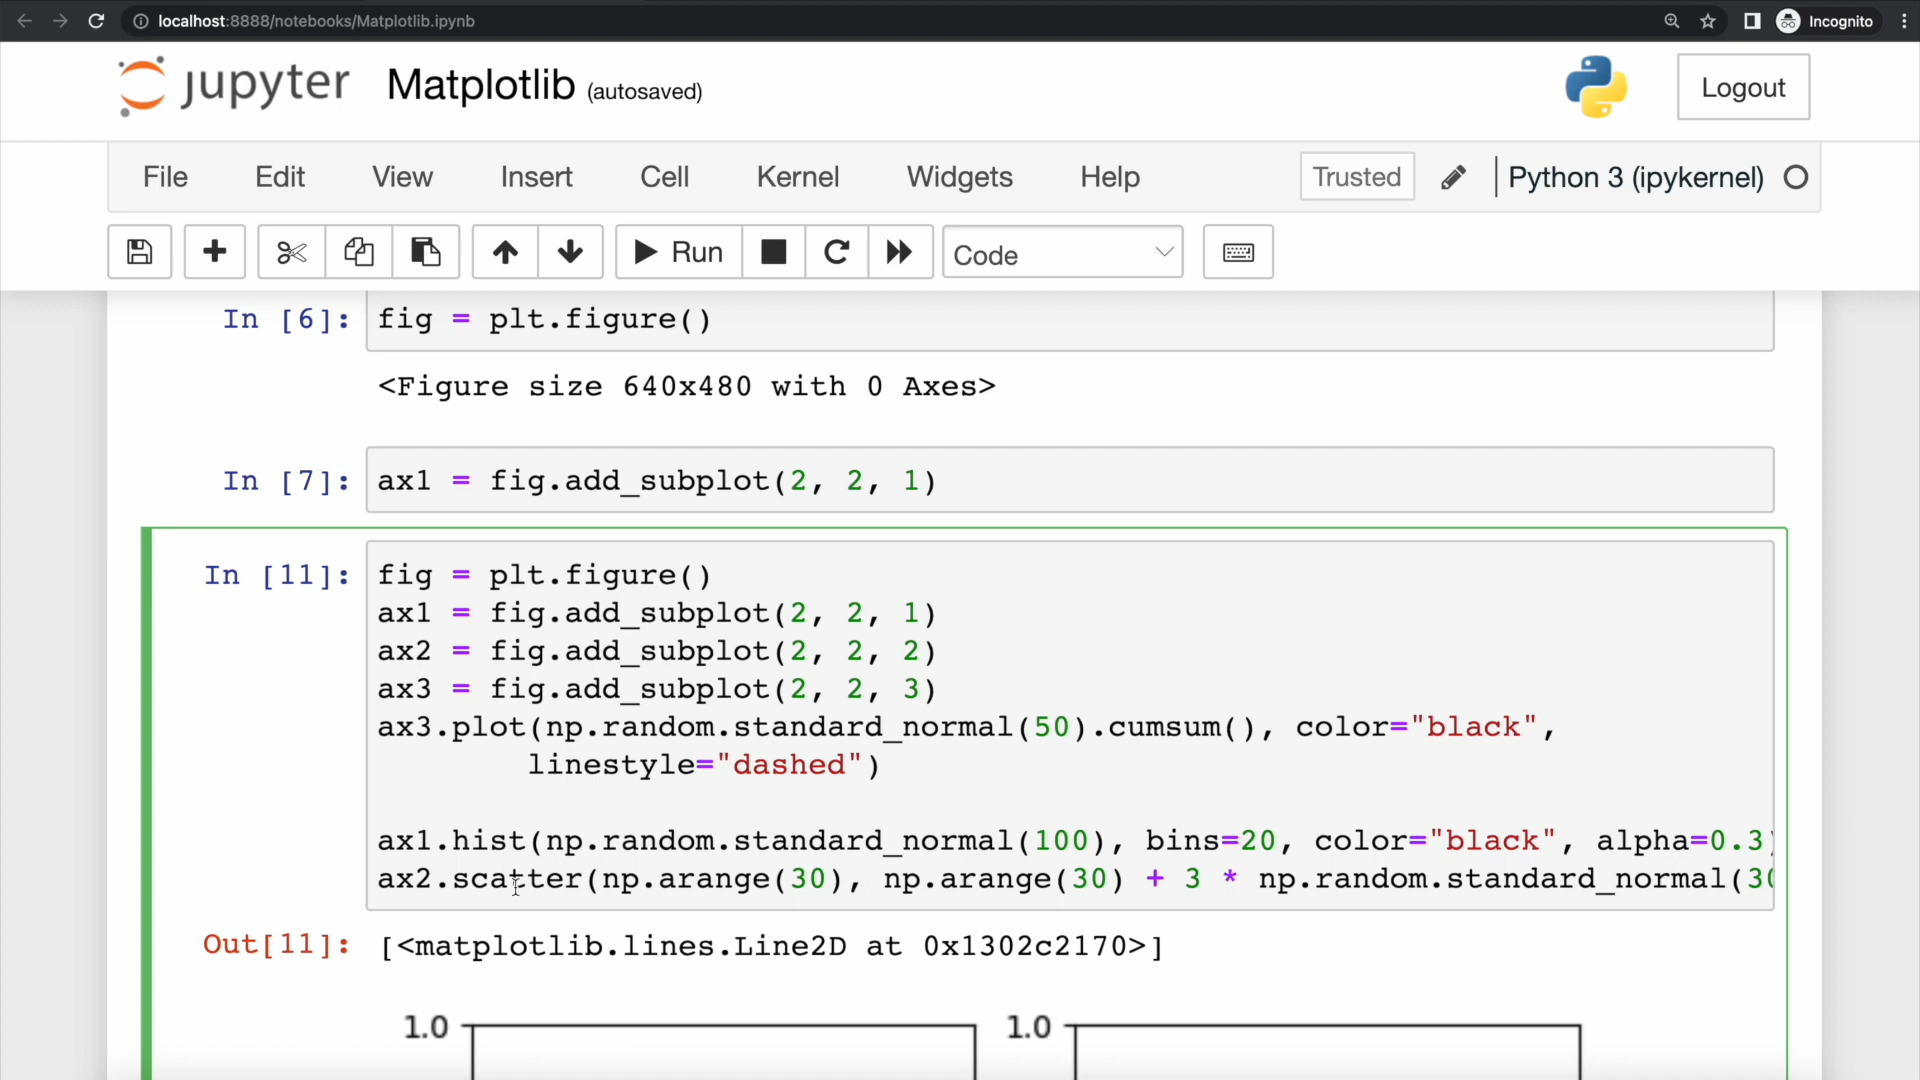 localhost:8888/notebooks/Matplotlib.ipynb
Incognito
jupyter Matplotlib (autosaved)
Logout
File Edit View Insert Cell Kernel Widgets Help Trusted Python 3 (ipykernel)
Run Code
In [6]: fig = plt.figure()
<Figure size 640x480 with 0 Axes>
In [7]: ax1 = fig.add_subplot(2, 2, 1)
In [11]: fig = plt.figure()
ax1 = fig.add_subplot(2, 2, 1)
ax2 = fig.add_subplot(2, 2, 2)
ax3 = fig.add_subplot(2, 2, 3)
ax3.plot(np.random.standard_normal(50).cumsum(), color="black",
linestyle="dashed")
ax1.hist(np.random.standard_normal(100), bins=20, color="black", alpha=0.3)
ax2.scatter(np.arange(30), np.arange(30) + 3 * np.random.standard_normal(30
Out[11]: [<matplotlib.lines.Line2D at 0x1302c2170>]
1.0 1.0